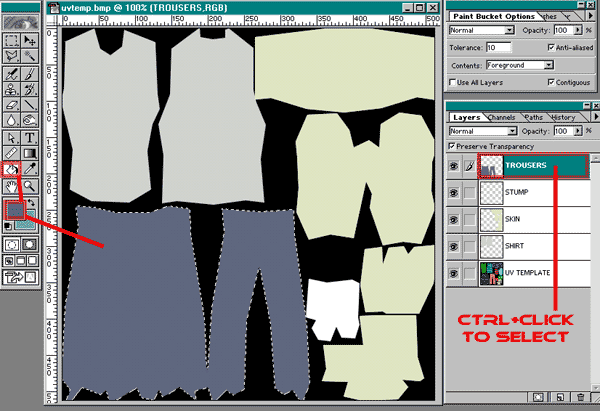 uvtemp.bmp @ 100% (TROUSERS,RGB)
0 50 100 150 200 250 300 350 400 450 500
Paint Bucket Options
Normal Opacity: 100 %
Tolerance: 10 Anti-aliased
Contents: Foreground
Use All Layers Contiguous
Layers Channels Paths History
Normal Opacity: 100 %
Preserve Transparency
TROUSERS
STUMP
SKIN
SHIRT
UV TEMPLATE
CTRL+CLICK
TO SELECT